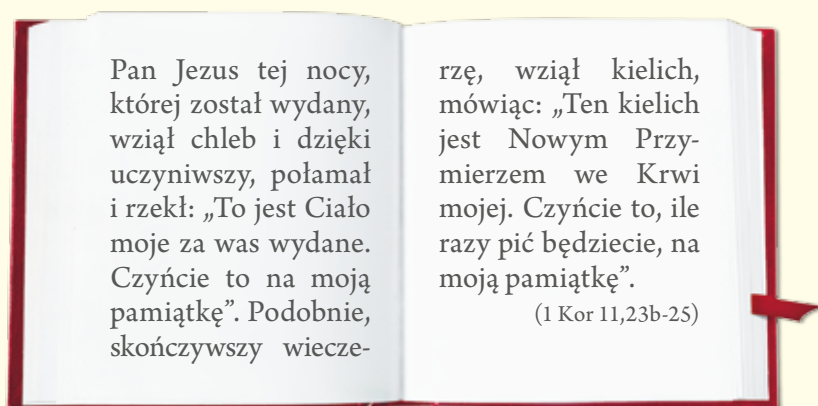 Pan Jezus tej nocy,
której został wydany,
wziął chleb i dzięki
uczyniwszy, połamał
i rzekł: „To jest Ciało
moje za was wydane.
Czyńcie to na moją
pamiątkę”. Podobnie,
skończywszy wiecze-
rzę, wziął kielich,
mówiąc: „Ten kielich
jest Nowym Przy-
mierzem we Krwi
mojej. Czyńcie to, ile
razy pić będziecie, na
moją pamiątkę”.
(1 Kor 11,23b-25)